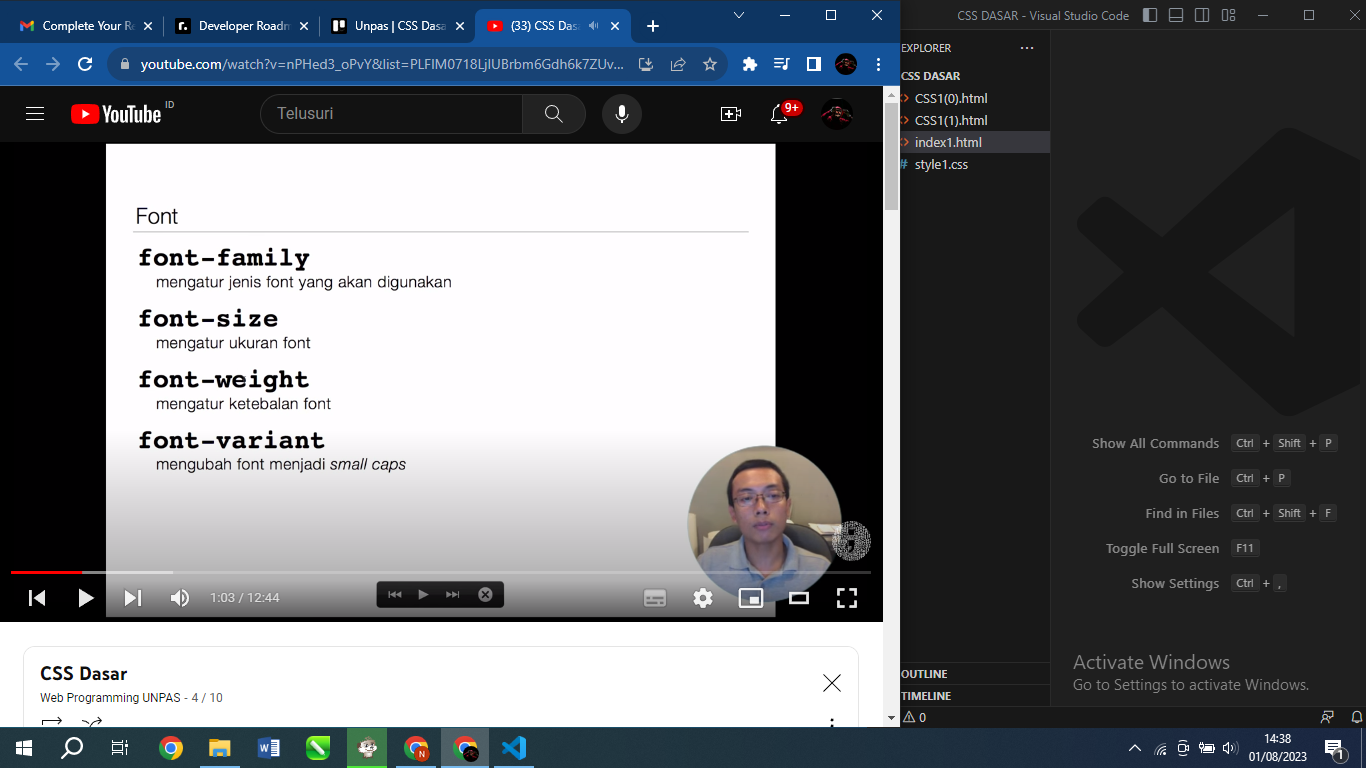 Complete Your Re
Developer Roadm
Unpas | CSS Dasa
(33) CSS Das
CSS DASAR - Visual Studio Code
youtube.com/watch?v=nPHed3_oPvY&list=PLFIM0718LjIUBrbm6Gdh6k7ZUv...
YouTube ID
Telusuri
9+
Font
font-family
mengatur jenis font yang akan digunakan
font-size
mengatur ukuran font
font-weight
mengatur ketebalan font
font-variant
mengubah font menjadi small caps
1:03 / 12:44
CSS Dasar
Web Programming UNPAS - 4 / 10
EXPLORER
CSS DASAR
CSS1(0).html
CSS1(1).html
index1.html
# style1.css
Show All Commands Ctrl + Shift + P
Go to File Ctrl + P
Find in Files Ctrl + Shift + F
Toggle Full Screen F11
Show Settings Ctrl + ,
Activate Windows
Go to Settings to activate Windows.
OUTLINE
TIMELINE
0
14:38
01/08/2023
1